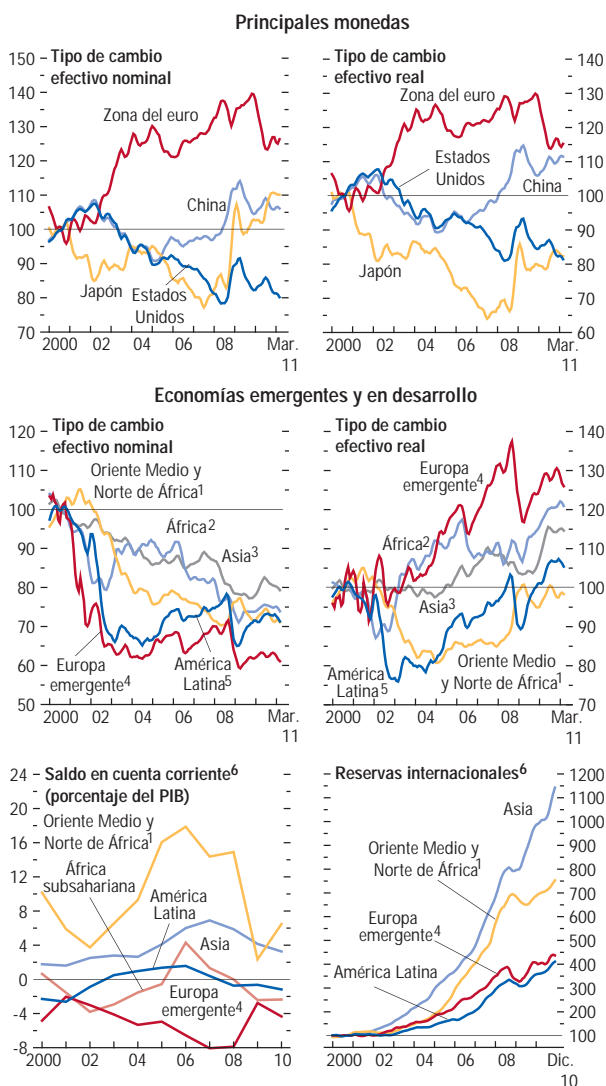 Principales monedas
Tipo de cambio
efectivo nominal
150
140
130
120
110
100
90
80
70
Zona del euro
China
Japón
Estados
Unidos
2000 02 04 06 08 Mar.
11
Tipo de cambio
efectivo real
140
130
120
110
100
90
80
70
60
Zona del euro
Estados
Unidos
China
Japón
2000 02 04 06 08 Mar.
11
Economías emergentes y en desarrollo
Tipo de cambio
efectivo nominal
120
110
100
90
80
70
60
50
Oriente Medio y
Norte de África1
África2
Asia3
Europa
emergente4
América
Latina5
2000 02 04 06 08 Mar.
11
Tipo de cambio
efectivo real
140
130
120
110
100
90
80
70
Europa
emergente4
África2
Asia3
América
Latina5
Oriente Medio
y Norte de África1
2000 02 04 06 08 Mar.
11
Saldo en cuenta corriente6
(porcentaje del PIB)
24
20
16
12
8
4
0
-4
-8
Oriente Medio y
Norte de África1
África
subsahariana
América
Latina
Asia
Europa
emergente4
2000 02 04 06 08 10
Reservas internacionales6
1200
1100
1000
900
800
700
600
500
400
300
200
100
Asia
Oriente Medio y
Norte de África1
Europa
emergente4
América Latina
2000 02 04 06 08 Dic.
10